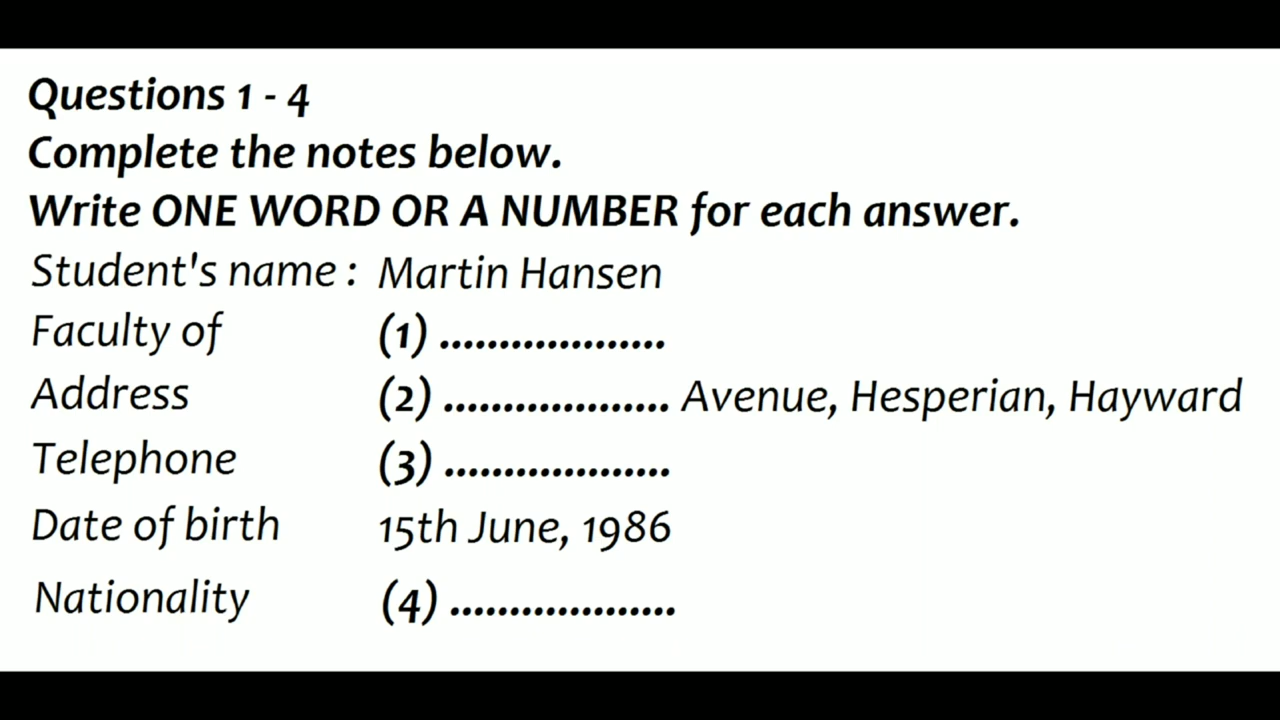 Questions 1 - 4
Complete the notes below.
Write ONE WORD OR A NUMBER for each answer.
Student's name : Martin Hansen
Faculty of (1) ...................
Address (2) ................... Avenue, Hesperian, Hayward
Telephone (3) ...................
Date of birth 15th June, 1986
Nationality (4) ...................